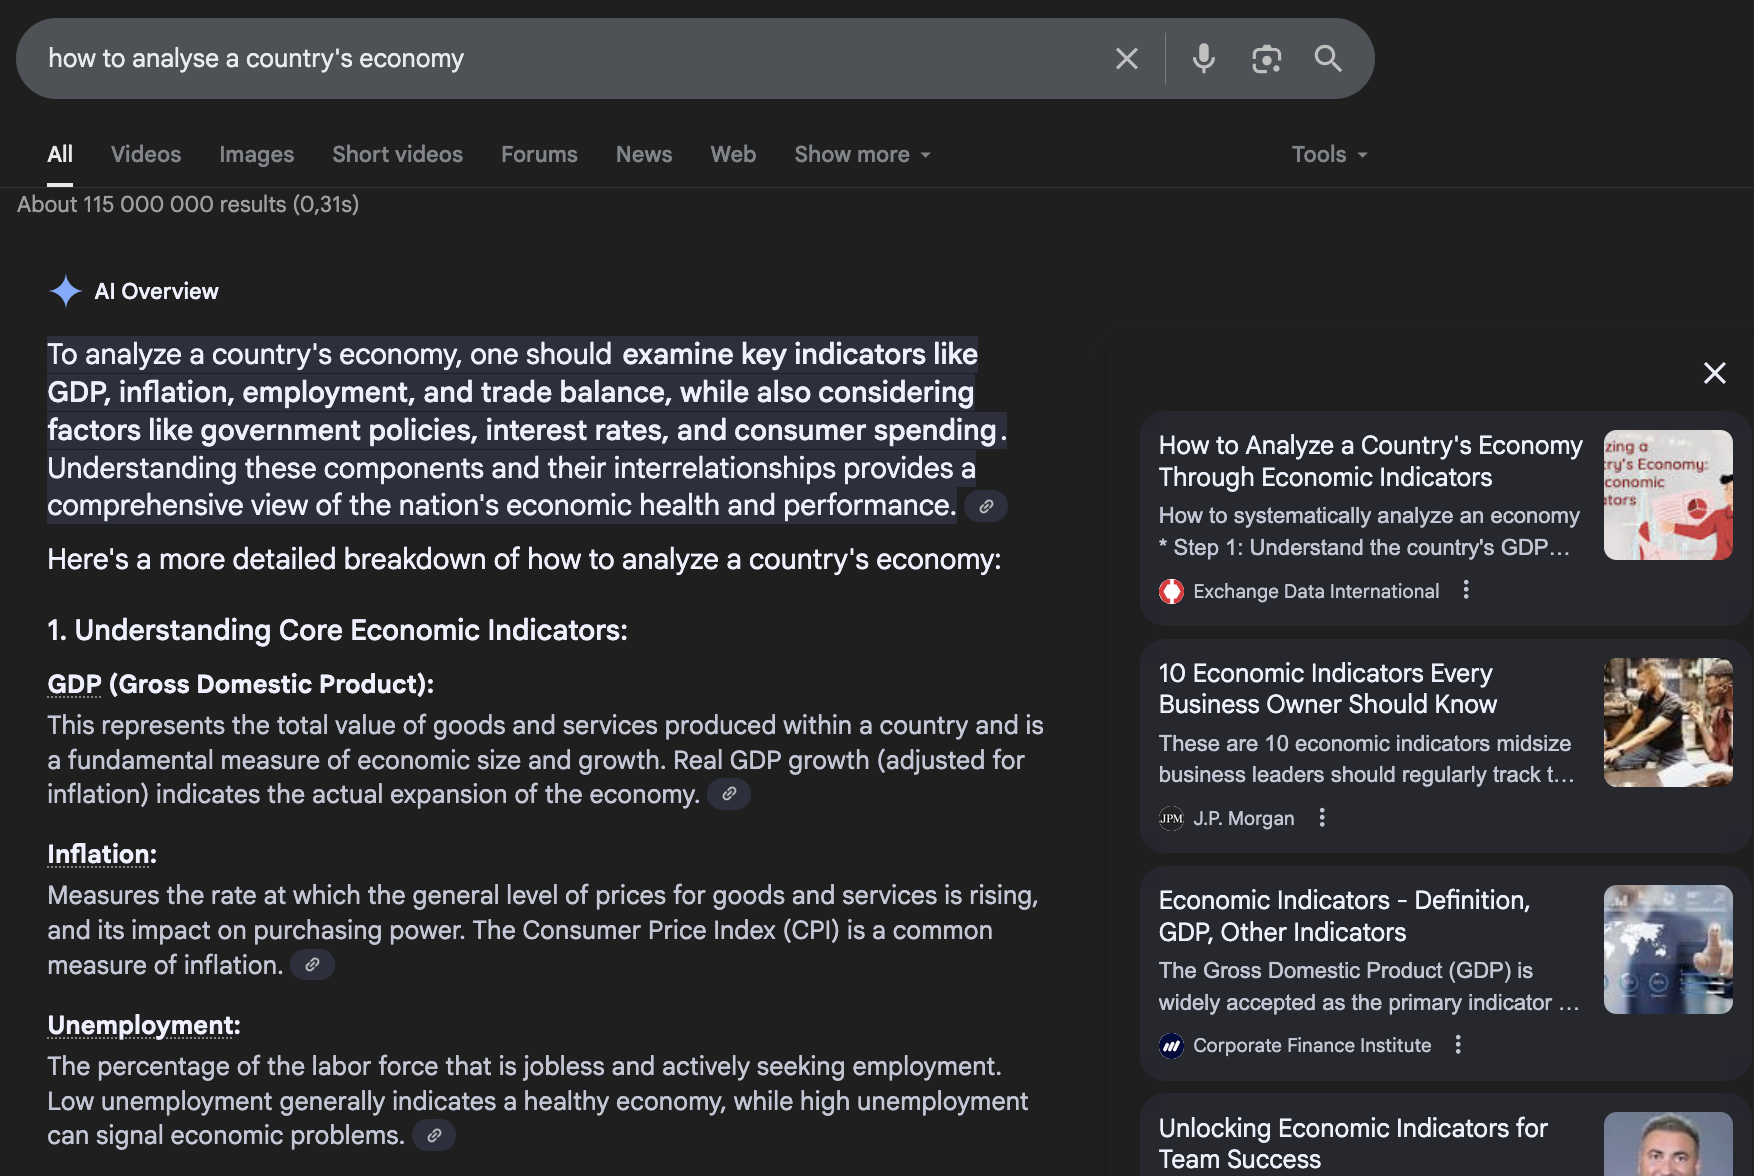 how to analyse a country's economy
All Videos Images Short videos Forums News Web Show more Tools
About 115 000 000 results (0,31s)
AI Overview
To analyze a country's economy, one should examine key indicators like
GDP, inflation, employment, and trade balance, while also considering
factors like government policies, interest rates, and consumer spending.
Understanding these components and their interrelationships provides a
comprehensive view of the nation's economic health and performance.
Here's a more detailed breakdown of how to analyze a country's economy:
1. Understanding Core Economic Indicators:
GDP (Gross Domestic Product):
This represents the total value of goods and services produced within a country and is
a fundamental measure of economic size and growth. Real GDP growth (adjusted for
inflation) indicates the actual expansion of the economy.
Inflation:
Measures the rate at which the general level of prices for goods and services is rising,
and its impact on purchasing power. The Consumer Price Index (CPI) is a common
measure of inflation.
Unemployment:
The percentage of the labor force that is jobless and actively seeking employment.
Low unemployment generally indicates a healthy economy, while high unemployment
can signal economic problems.
How to Analyze a Country's Economy
Through Economic Indicators
How to systematically analyze an economy
* Step 1: Understand the country's GDP...
Exchange Data International
zing a
try's Economy:
conomic
ators
10 Economic Indicators Every
Business Owner Should Know
These are 10 economic indicators midsize
business leaders should regularly track t...
JPM J.P. Morgan
Economic Indicators - Definition,
GDP, Other Indicators
The Gross Domestic Product (GDP) is
widely accepted as the primary indicator ...
Corporate Finance Institute
Unlocking Economic Indicators for
Team Success